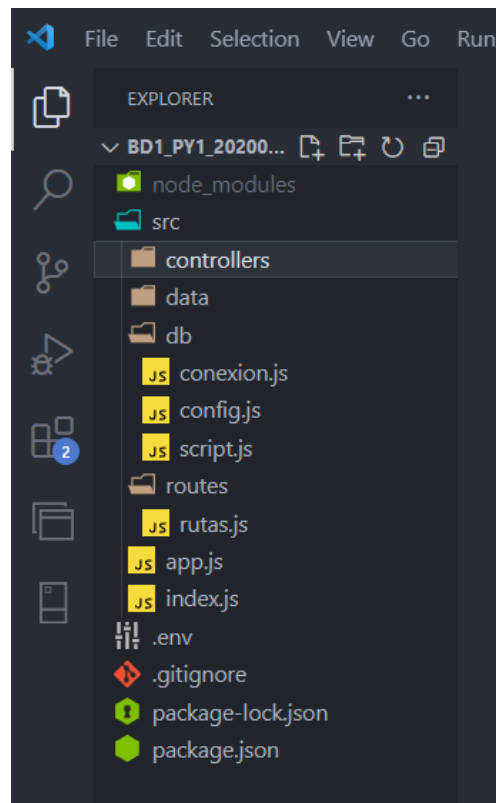 File Edit Selection View Go Run
EXPLORER ...
BD1_PY1_20200...
node_modules
src
controllers
data
db
JS conexion.js
JS config.js
JS script.js
routes
JS rutas.js
JS app.js
JS index.js
.env
.gitignore
package-lock.json
package.json
2